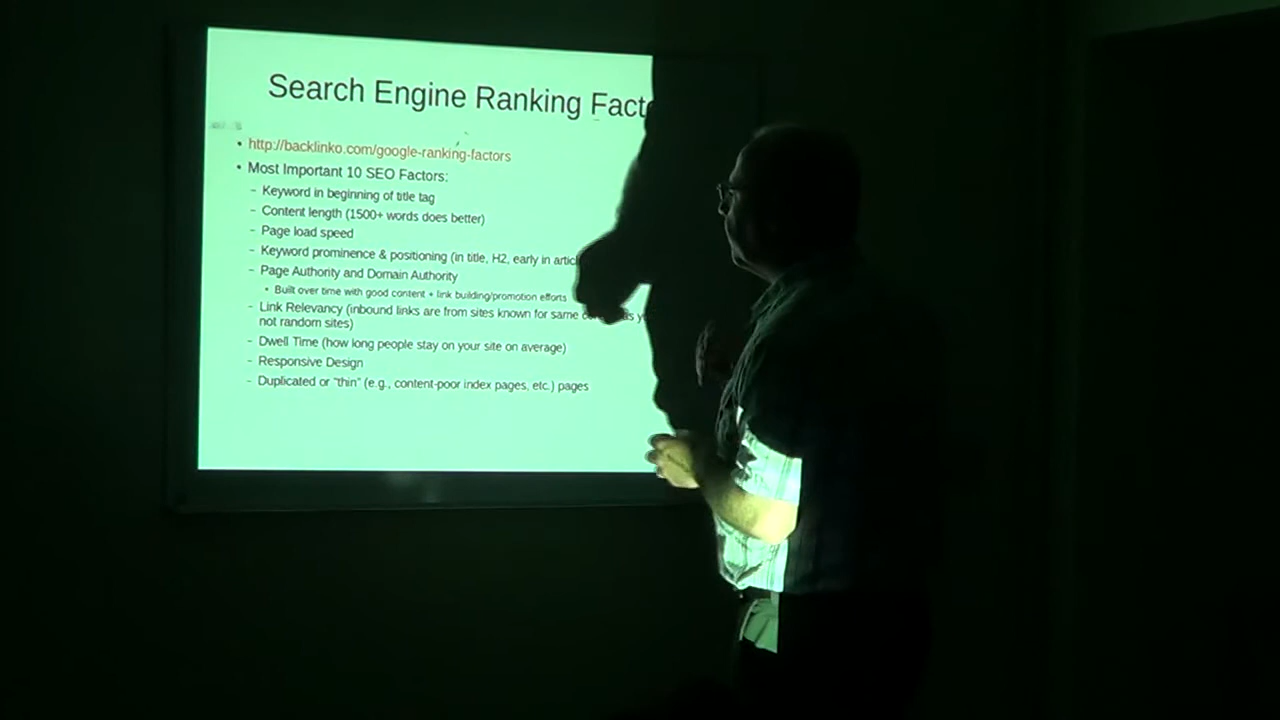 Search Engine Ranking Fact
• http://backlinko.com/google-ranking-factors
• Most Important 10 SEO Factors:
– Keyword in beginning of title tag
– Content length (1500+ words does better)
– Page load speed
– Keyword prominence & positioning (in title, H2, early in artic
– Page Authority and Domain Authority
• Built over time with good content + link building/promotion efforts
– Link Relevancy (inbound links are from sites known for same
not random sites)
– Dwell Time (how long people stay on your site on average)
– Responsive Design
– Duplicated or "thin" (e.g., content-poor index pages, etc.) pages